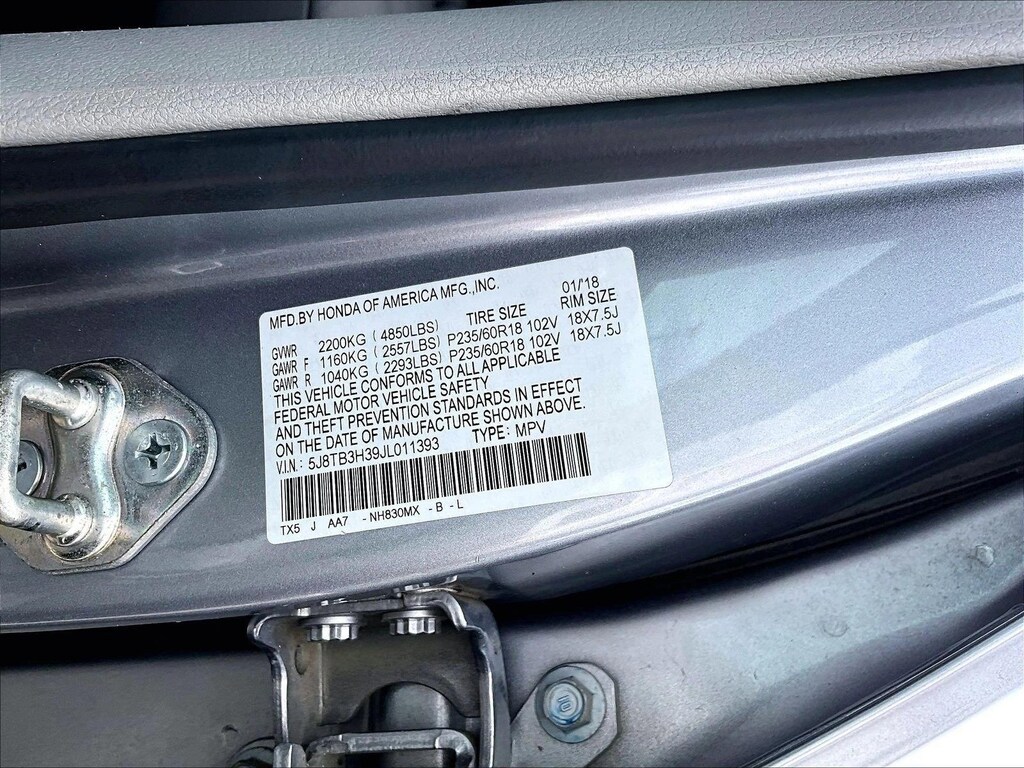 MFD.BY HONDA OF AMERICA MFG.,INC. 01/'18
TIRE SIZE RIM SIZE
GVWR 2200KG (4850LBS)
GAWR F 1160KG (2557LBS) P235/60R18 102V 18X7.5J
GAWR R 1040KG (2293LBS) P235/60R18 102V 18X7.5J
THIS VEHICLE CONFORMS TO ALL APPLICABLE
FEDERAL MOTOR VEHICLE SAFETY
AND THEFT PREVENTION STANDARDS IN EFFECT
ON THE DATE OF MANUFACTURE SHOWN ABOVE.
V.I.N: 5J8TB3H39JL011393 TYPE: MPV
TX5 J AA7 -NH830MX -B -L